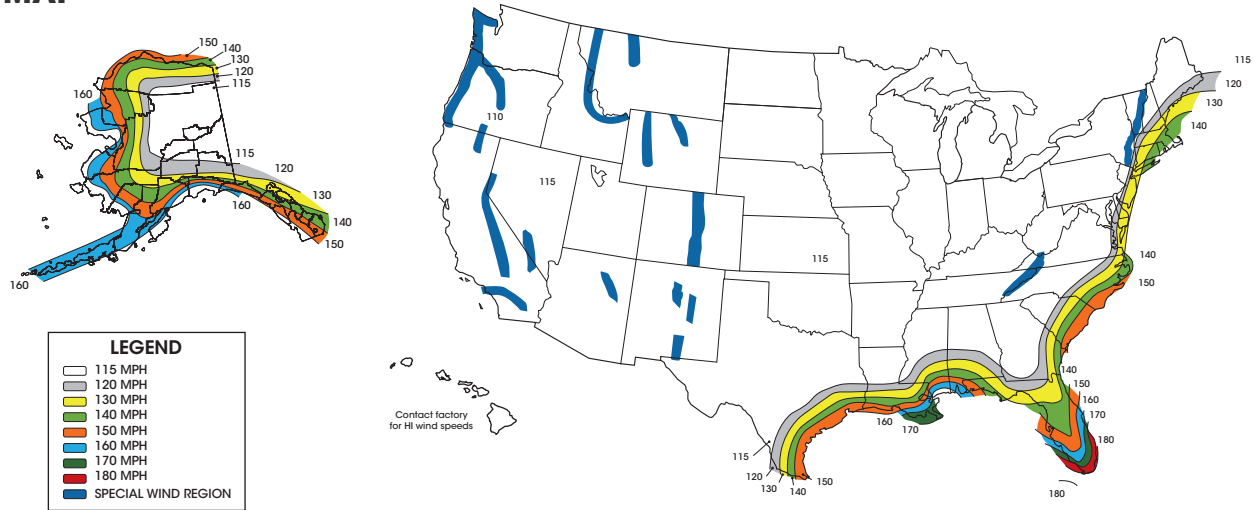 MAP
150
140
130
120
115
160
115
120
130
140
150
160
160
110
115
115
115
120
130
140
140
150
140
150
160
170
180
180
160
170
115
120
130
140
150
Contact factory
for HI wind speeds
LEGEND
115 MPH
120 MPH
130 MPH
140 MPH
150 MPH
160 MPH
170 MPH
180 MPH
SPECIAL WIND REGION